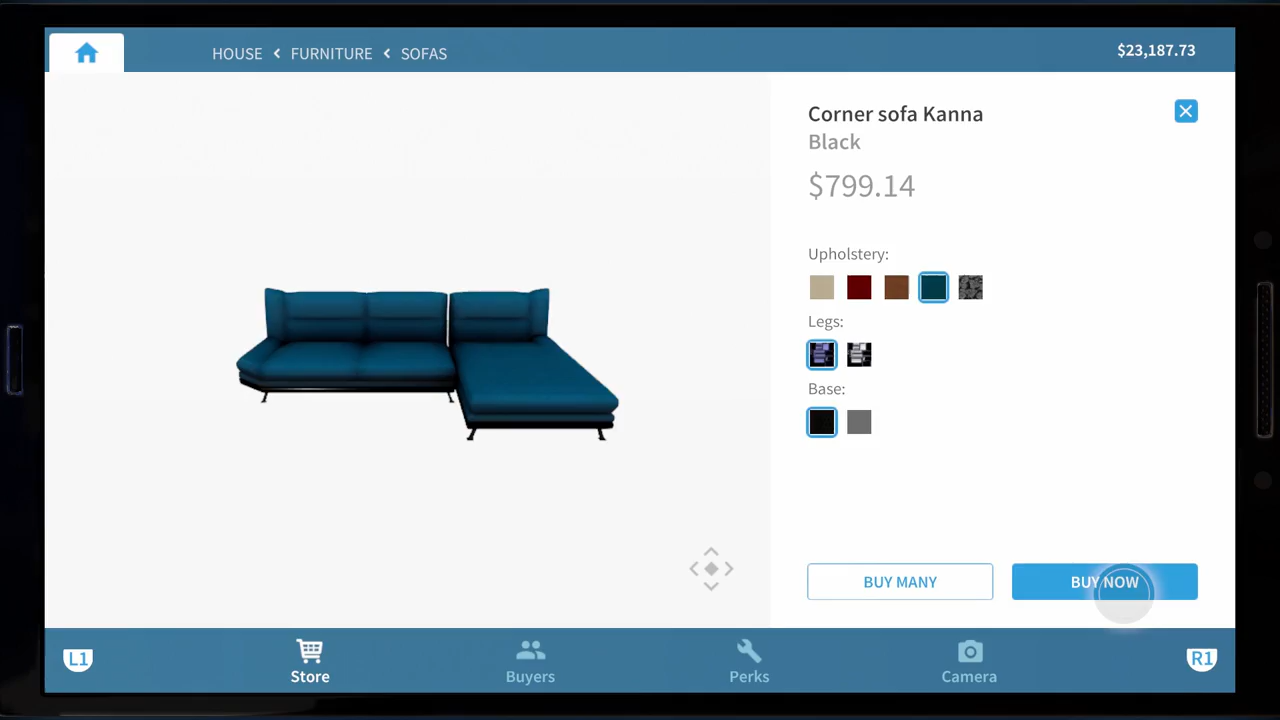 HOUSE < FURNITURE < SOFAS
$23,187.73
Corner sofa Kanna
Black
$799.14
Upholstery:
Legs:
Base:
BUY MANY
BUY NOW
L1
Store
Buyers
Perks
Camera
R1